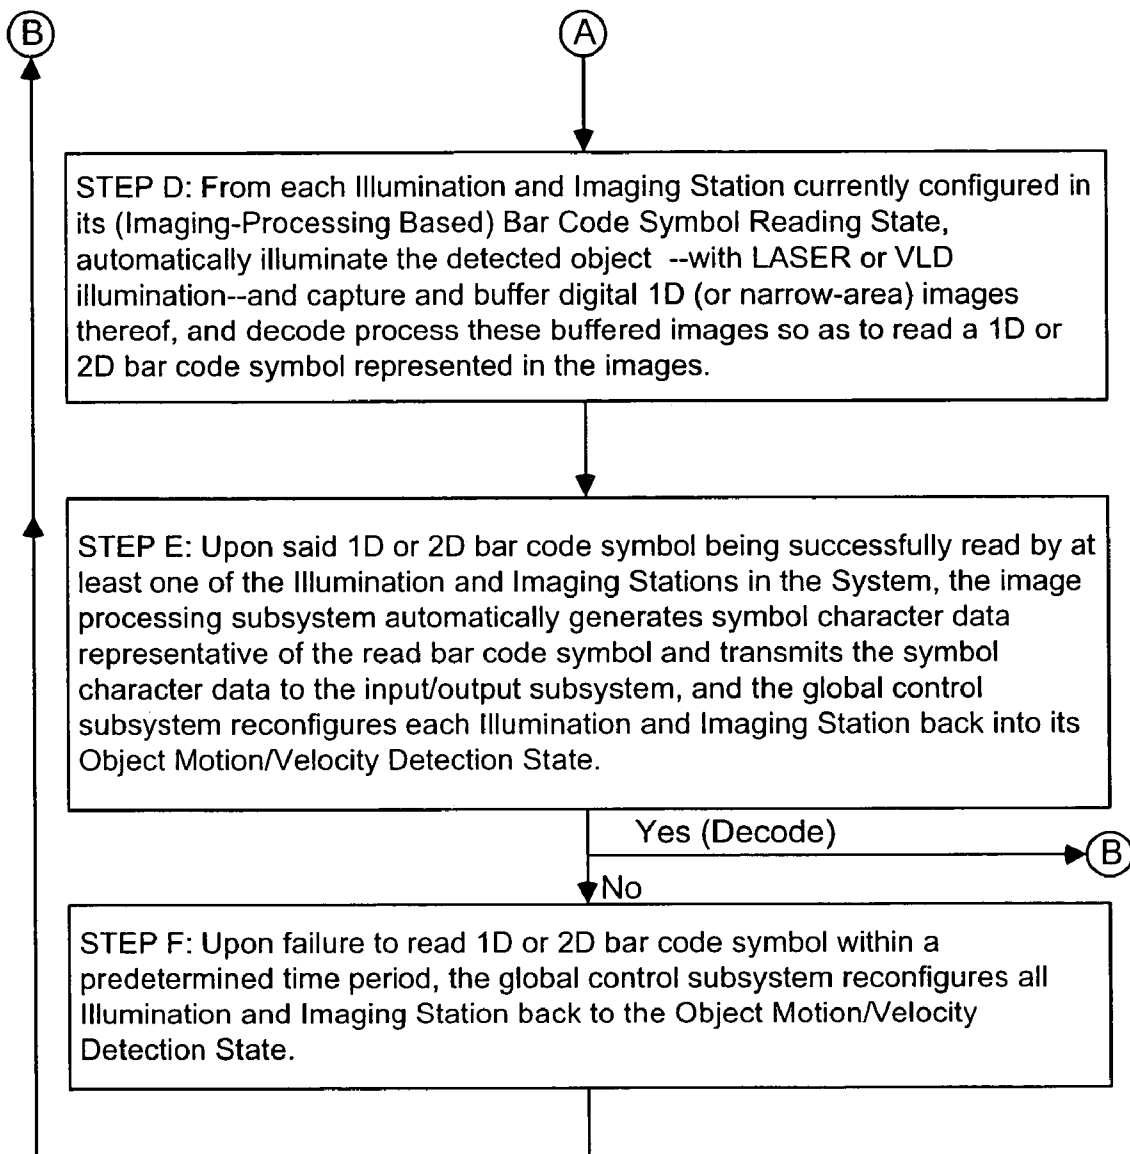 B
A
STEP D: From each Illumination and Imaging Station currently configured in
its (Imaging-Processing Based) Bar Code Symbol Reading State,
automatically illuminate the detected object --with LASER or VLD
illumination--and capture and buffer digital 1D (or narrow-area) images
thereof, and decode process these buffered images so as to read a 1D or
2D bar code symbol represented in the images.
STEP E: Upon said 1D or 2D bar code symbol being successfully read by at
least one of the Illumination and Imaging Stations in the System, the image
processing subsystem automatically generates symbol character data
representative of the read bar code symbol and transmits the symbol
character data to the input/output subsystem, and the global control
subsystem reconfigures each Illumination and Imaging Station back into its
Object Motion/Velocity Detection State.
Yes (Decode)
B
No
STEP F: Upon failure to read 1D or 2D bar code symbol within a
predetermined time period, the global control subsystem reconfigures all
Illumination and Imaging Station back to the Object Motion/Velocity
Detection State.